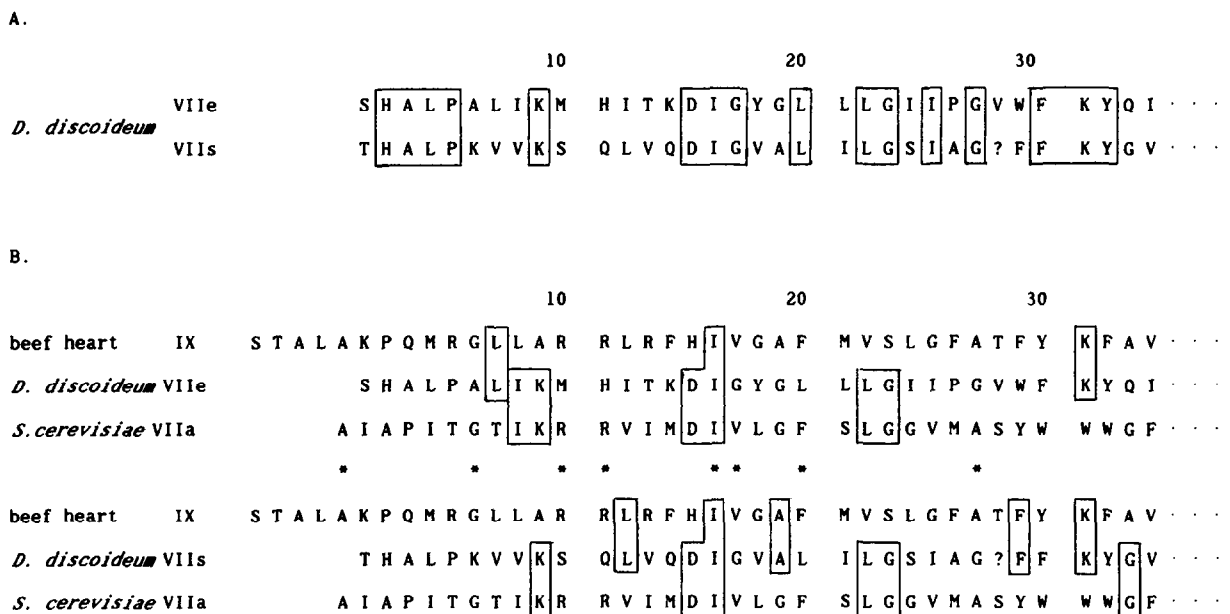 A.
10 20 30
VIIe S H A L P A L I K M H I T K D I G Y G L L L G I I P G V W F K Y Q I · · ·
D. discoideum
VIIs T H A L P K V V K S Q L V Q D I G V A L I L G S I A G ? F F K Y G V · · ·
B.
10 20 30
beef heart IX S T A L A K P Q M R G L L A R R L R F H I V G A F M V S L G F A T F Y K F A V · · ·
D. discoideum VIIe S H A L P A L I K M H I T K D I G Y G L L L G I I P G V W F K Y Q I · · ·
S. cerevisiae VIIa A I A P I T G T I K R R V I M D I V L G F S L G G V M A S Y W W W G F · · ·
* * * * * * * *
beef heart IX S T A L A K P Q M R G L L A R R L R F H I V G A F M V S L G F A T F Y K F A V · · ·
D. discoideum VIIs T H A L P K V V K S Q L V Q D I G V A L I L G S I A G ? F F K Y G V · · ·
S. cerevisiae VIIa A I A P I T G T I K R R V I M D I V L G F S L G G V M A S Y W W W G F · · ·